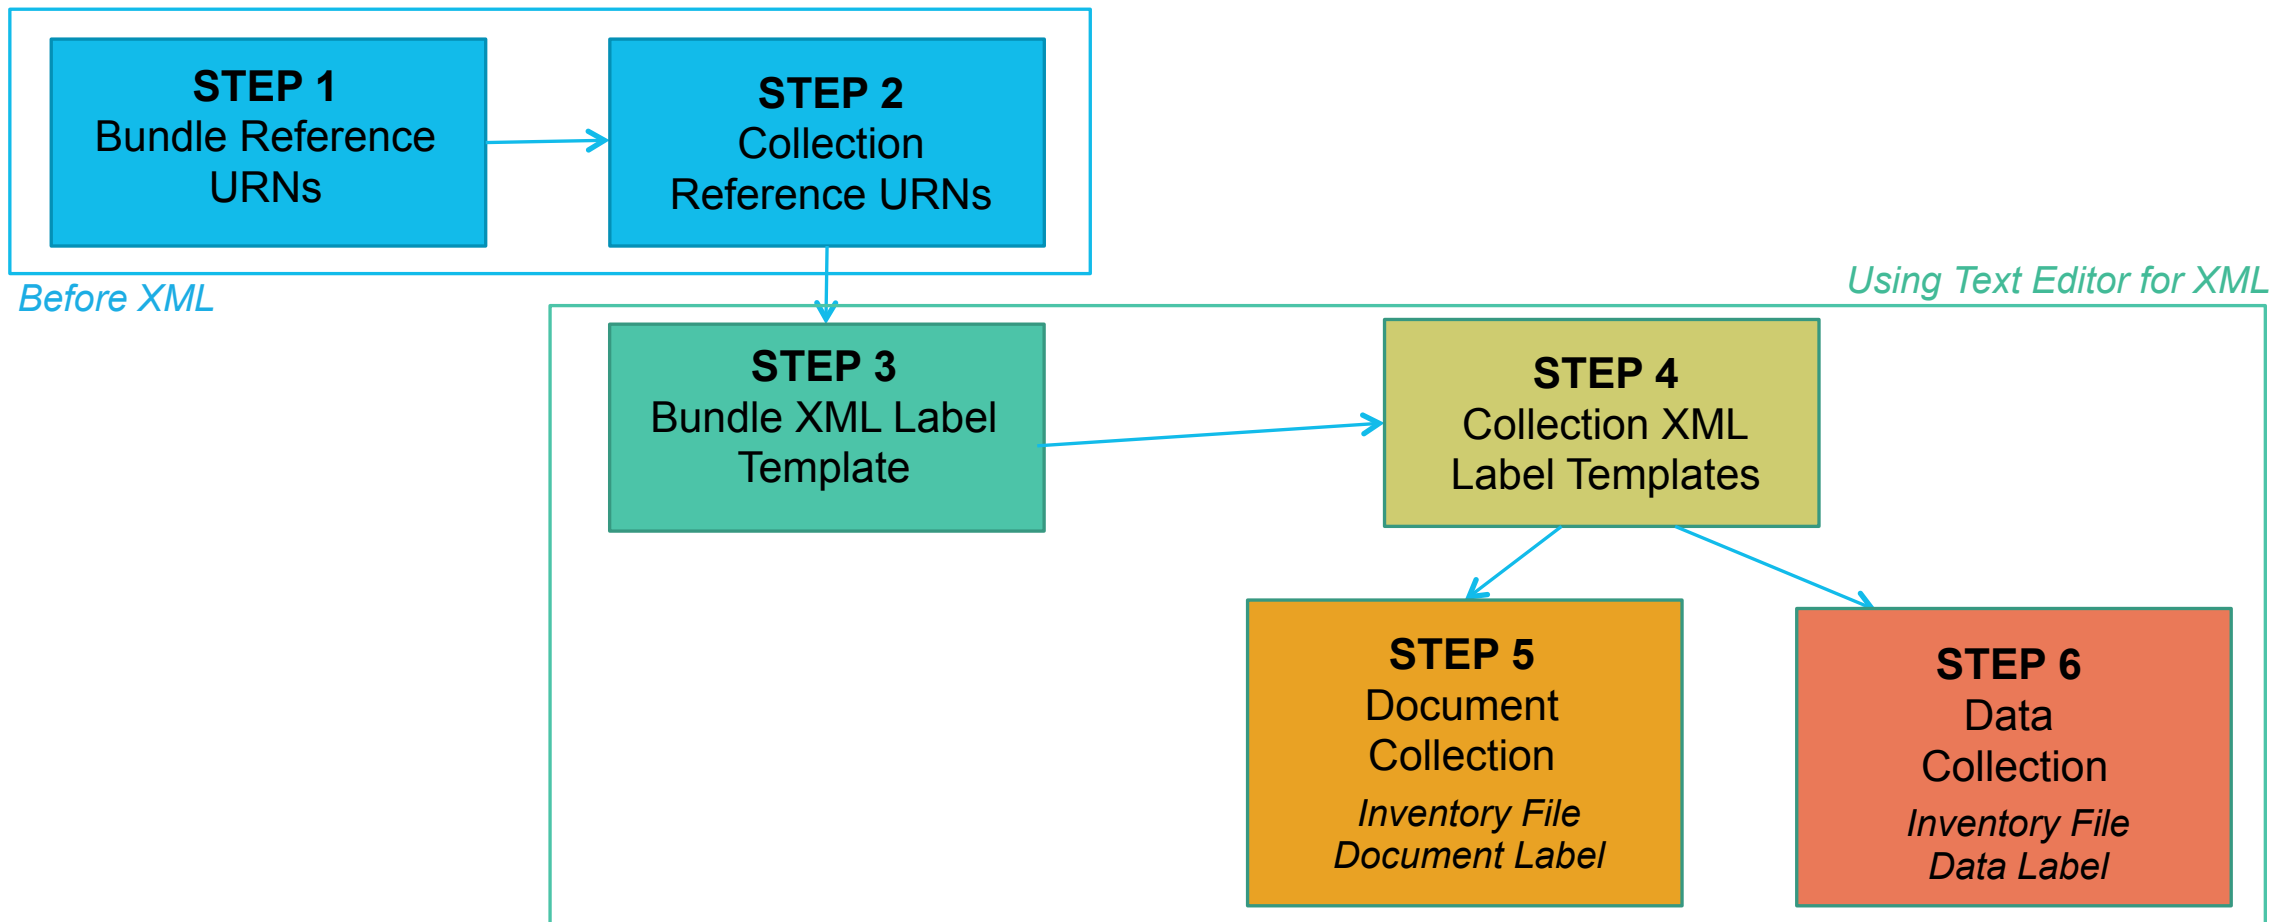 STEP 1
Bundle Reference
URNs
STEP 2
Collection
Reference URNs
Before XML
Using Text Editor for XML
STEP 3
Bundle XML Label
Template
STEP 4
Collection XML
Label Templates
STEP 5
Document
Collection
Inventory File
Document Label
STEP 6
Data
Collection
Inventory File
Data Label